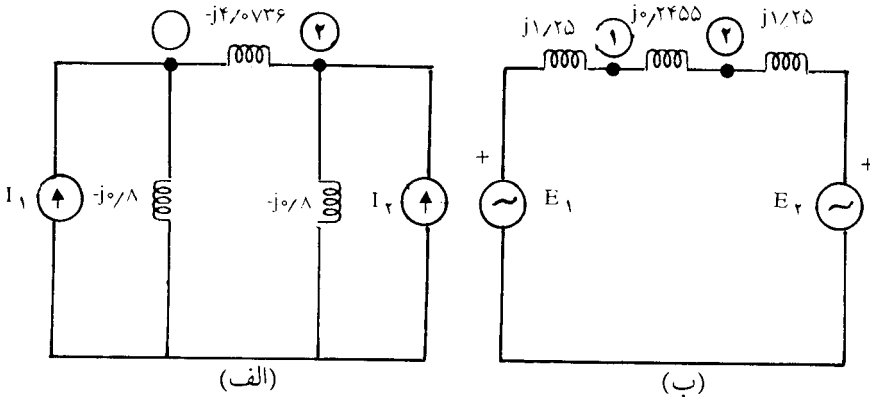 -j۴/۰۷۳۶
۲
I۱
-j۰/۸
-j۰/۸
I۲
(الف)
j۱/۲۵
۱
j۰/۲۴۵۵
۲
j۱/۲۵
+
E۱
E۲
+
(ب)